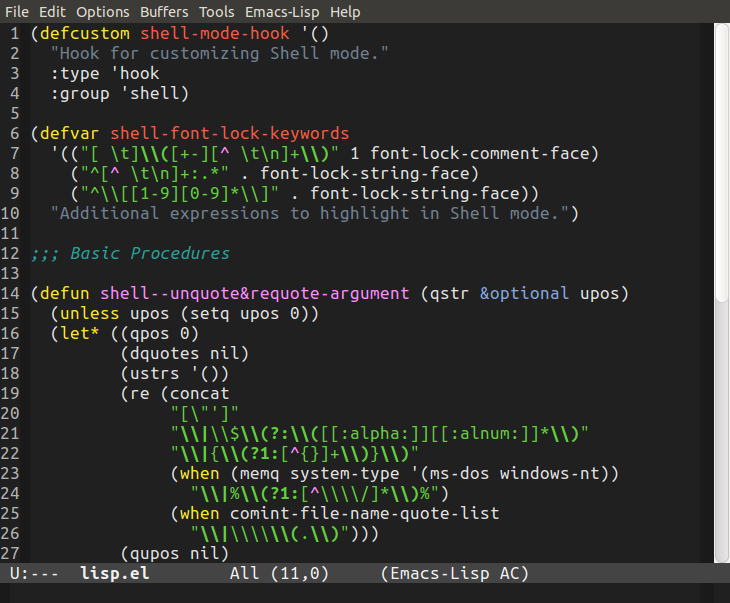 File Edit Options Buffers Tools Emacs-Lisp Help
1 (defcustom shell-mode-hook '()
2   "Hook for customizing Shell mode."
3   :type 'hook
4   :group 'shell)
5
6 (defvar shell-font-lock-keywords
7   '(("[ \t]\\([+-][^ \t\n]+\\)" 1 font-lock-comment-face)
8     ("^[^ \t\n]+:.*" . font-lock-string-face)
9     ("^\\[[1-9][0-9]*\\]" . font-lock-string-face))
10   "Additional expressions to highlight in Shell mode.")
11
12 ;;; Basic Procedures
13
14 (defun shell--unquote&requote-argument (qstr &optional upos)
15   (unless upos (setq upos 0))
16   (let* ((qpos 0)
17          (dquotes nil)
18          (ustrs '())
19          (re (concat
20               "[\"']"
21               "\\|\\$\\(?:\\([[:alpha:]][[:alnum:]]*\\)"
22               "\\|{\\(?1:[^{}]+\\)}\\)"
23               (when (memq system-type '(ms-dos windows-nt))
24                 "\\|%\\(?1:[^\\\\/]*\\)%")
25               (when comint-file-name-quote-list
26                 "\\|\\\\\\(.\\)")))
27          (qupos nil)
U:---  lisp.el        All (11,0)     (Emacs-Lisp AC)